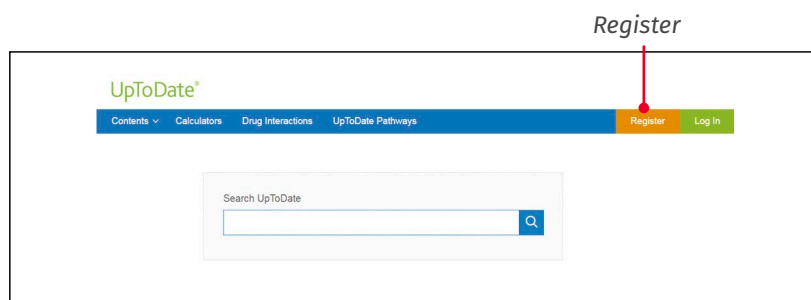 Register
UpToDate®
Contents Calculators Drug Interactions UpToDate Pathways Register Log In
Search UpToDate